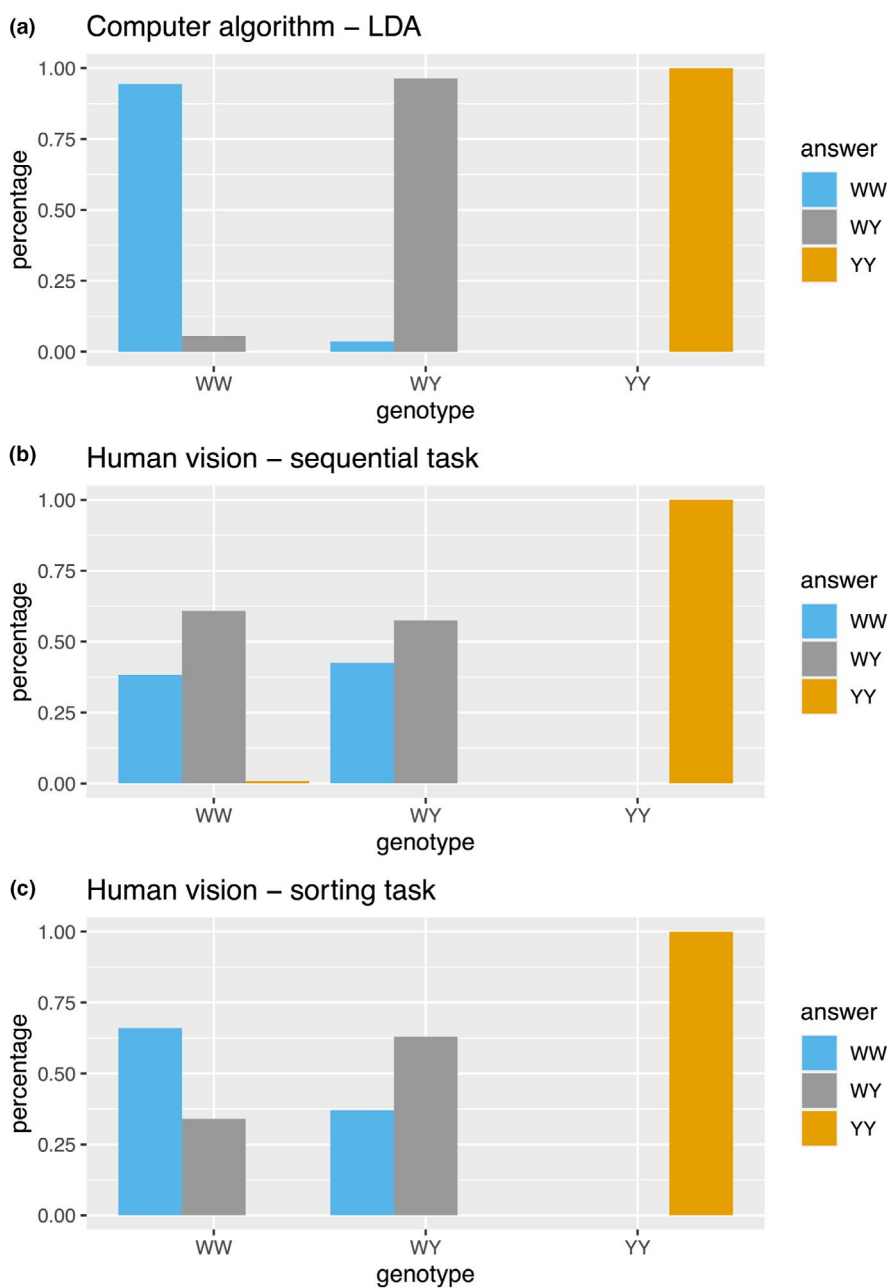 (a) Computer algorithm – LDA
1.00
0.75
0.50
0.25
0.00
percentage
WW WY YY
genotype
answer
WW
WY
YY
(b) Human vision – sequential task
1.00
0.75
0.50
0.25
0.00
percentage
WW WY YY
genotype
answer
WW
WY
YY
(c) Human vision – sorting task
1.00
0.75
0.50
0.25
0.00
percentage
WW WY YY
genotype
answer
WW
WY
YY